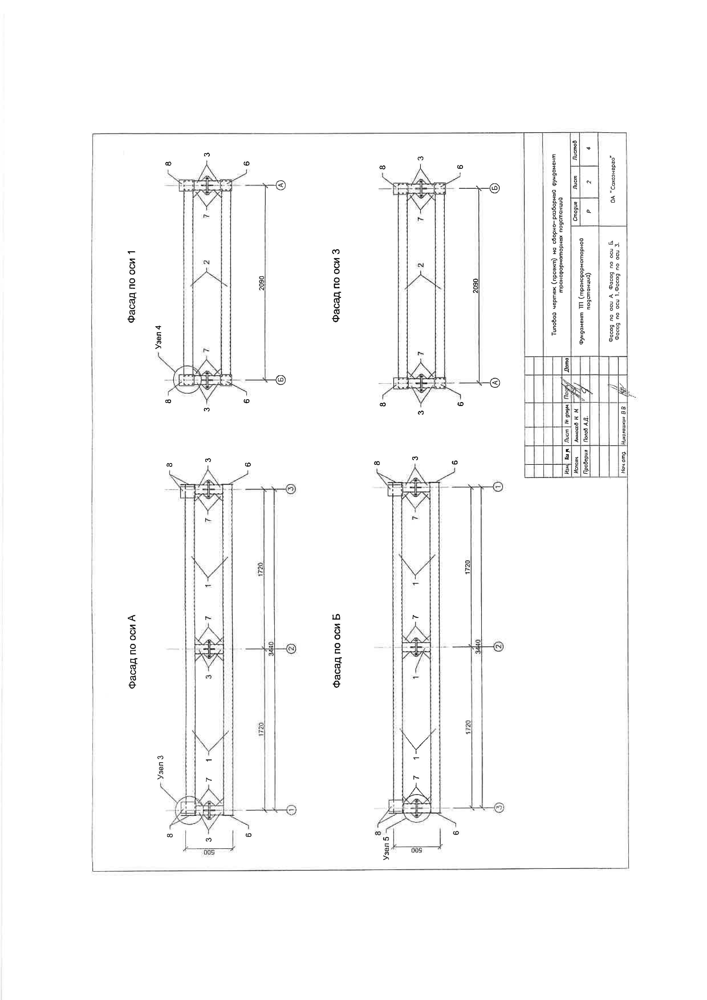 Фасад по оси А
Узел 3
8
3
7
1
3
7
1
7
8
3
6
6
500
1720
1720
3440
1
2
3
Фасад по оси 1
Узел 4
8
3
7
2
7
8
3
6
6
2090
Б
А
Фасад по оси Б
Узел 5
8
7
1
1
7
1
7
8
3
6
6
500
1720
1720
3440
3
2
1
Фасад по оси 3
8
3
7
2
7
8
3
6
6
2090
А
Б
Типовой чертеж (проект) на сборно-разборный фундамент
трансформаторных подстанций
Изм. Кол уч Лист № докум Подп Дата
Исполн. Аммосов Н. М.
Проверил Попов А.Д.
Нач. отд. Николашкин В В
Фундамент ТП (трансформаторной
подстанций)
Стадия Лист Листов
Р 2 4
Фасад по оси А Фасад по оси Б.
Фасад по оси 1. Фасад по оси 3.
ОА "Сахаэнерго"